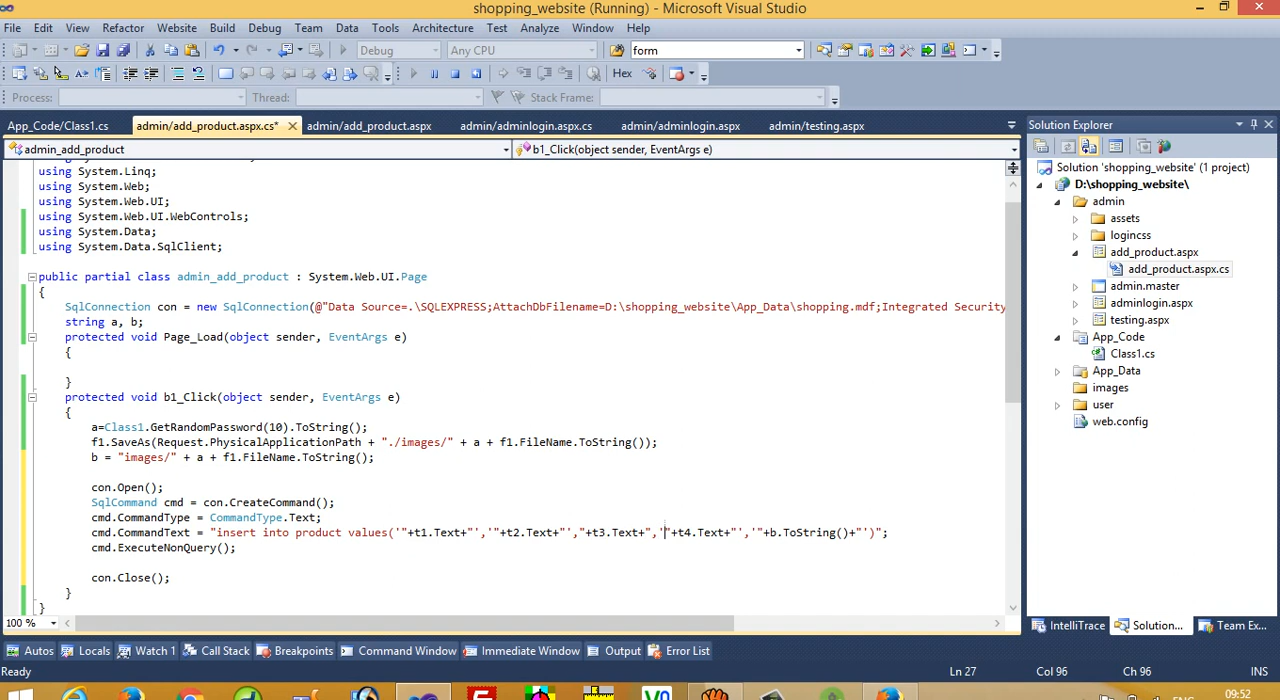 shopping_website (Running) - Microsoft Visual Studio
File Edit View Refactor Website Build Debug Team Data Tools Architecture Test Analyze Window Help
Debug Any CPU form
Hex
Process: Thread: Stack Frame:
App_Code/Class1.cs admin/add_product.aspx.cs* admin/add_product.aspx admin/adminlogin.aspx.cs admin/adminlogin.aspx admin/testing.aspx
admin_add_product b1_Click(object sender, EventArgs e)
using System.Linq;
using System.Web;
using System.Web.UI;
using System.Web.UI.WebControls;
using System.Data;
using System.Data.SqlClient;
public partial class admin_add_product : System.Web.UI.Page
{
SqlConnection con = new SqlConnection(@"Data Source=.\SQLEXPRESS;AttachDbFilename=D:\shopping_website\App_Data\shopping.mdf;Integrated Security
string a, b;
protected void Page_Load(object sender, EventArgs e)
{
}
protected void b1_Click(object sender, EventArgs e)
{
a=Class1.GetRandomPassword(10).ToString();
f1.SaveAs(Request.PhysicalApplicationPath + "./images/" + a + f1.FileName.ToString());
b = "images/" + a + f1.FileName.ToString();
con.Open();
SqlCommand cmd = con.CreateCommand();
cmd.CommandType = CommandType.Text;
cmd.CommandText = "insert into product values('"+t1.Text+"','"+t2.Text+"',"+t3.Text+",'"+t4.Text+"','"+b.ToString()+"')";
cmd.ExecuteNonQuery();
con.Close();
}
}
100 %
Solution Explorer
Solution 'shopping_website' (1 project)
D:\shopping_website\
admin
assets
logincss
add_product.aspx
add_product.aspx.cs
admin.master
adminlogin.aspx
testing.aspx
App_Code
Class1.cs
App_Data
images
user
web.config
IntelliTrace Solution... Team Ex...
Autos Locals Watch 1 Call Stack Breakpoints Command Window Immediate Window Output Error List
Ready Ln 27 Col 96 Ch 96 INS
ENG 09:52